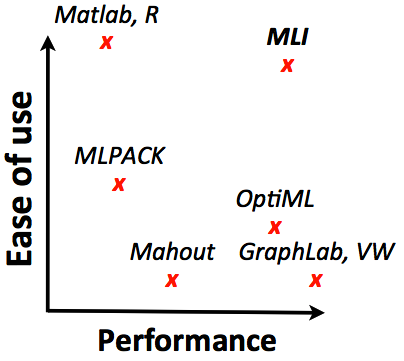 Matlab, R
x
MLI
x
MLPACK
x
OptiML
x
Mahout
x
GraphLab, VW
x
Ease of use
Performance